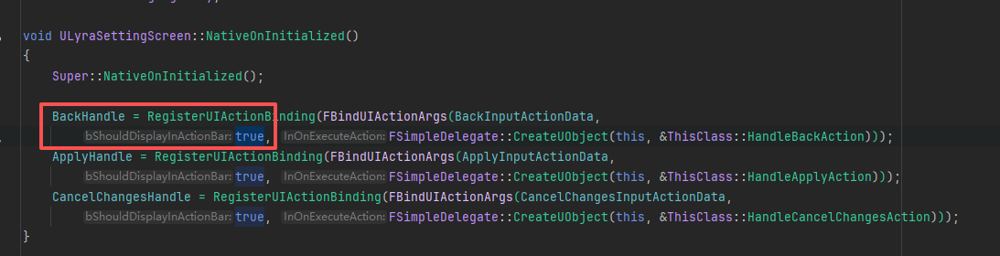 void ULyraSettingScreen::NativeOnInitialized()
{
Super::NativeOnInitialized();
BackHandle = RegisterUIActionBinding(FBindUIActionArgs(BackInputActionData,
bShouldDisplayInActionBar: true, InOnExecuteAction: FSimpleDelegate::CreateUObject(this, &ThisClass::HandleBackAction)));
ApplyHandle = RegisterUIActionBinding(FBindUIActionArgs(ApplyInputActionData,
bShouldDisplayInActionBar: true, InOnExecuteAction: FSimpleDelegate::CreateUObject(this, &ThisClass::HandleApplyAction)));
CancelChangesHandle = RegisterUIActionBinding(FBindUIActionArgs(CancelChangesInputActionData,
bShouldDisplayInActionBar: true, InOnExecuteAction: FSimpleDelegate::CreateUObject(this, &ThisClass::HandleCancelChangesAction)));
}